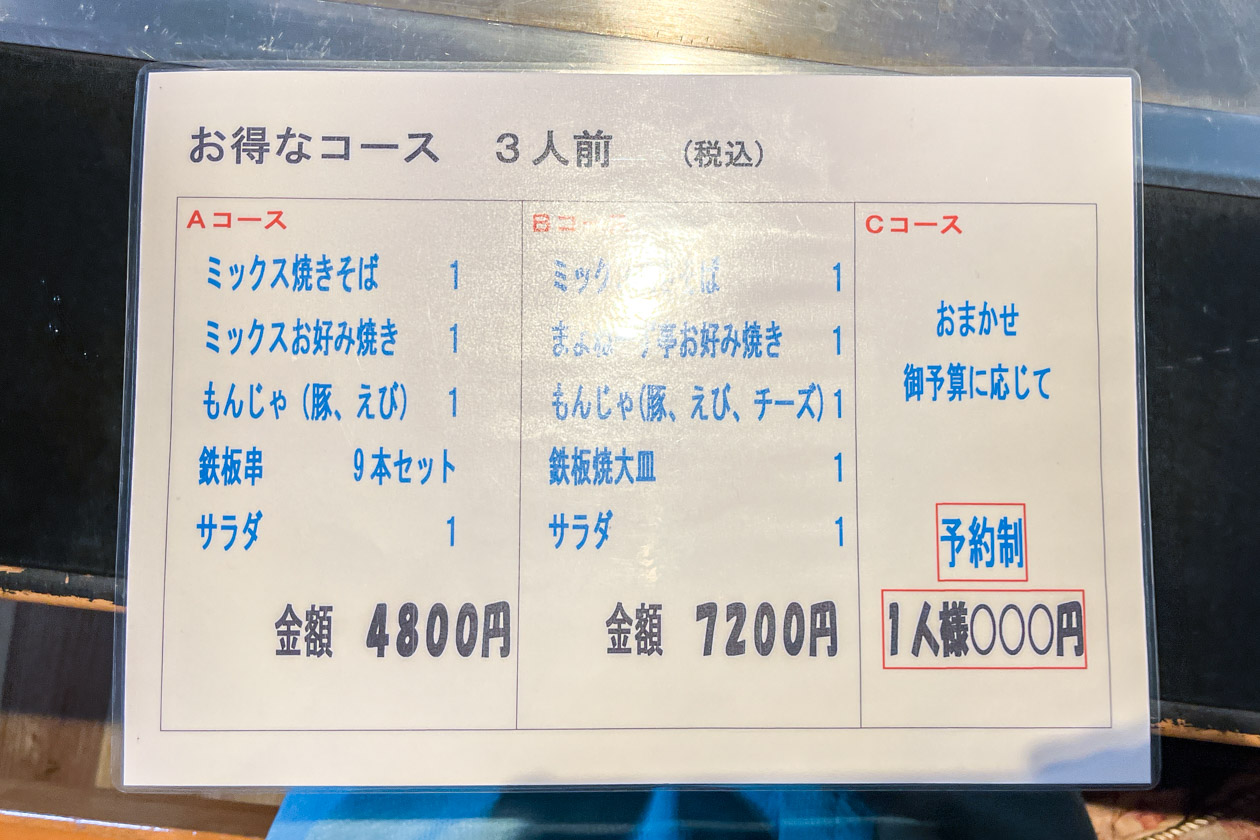 お得なコース 3人前 (税込)
Aコース
ミックス焼きそば 1
ミックスお好み焼き 1
もんじゃ(豚、えび) 1
鉄板串 9本セット
サラダ 1
金額 4800円
Bコース
そば 1
亭お好み焼き 1
もんじゃ(豚、えび、チーズ) 1
鉄板焼大皿 1
サラダ 1
金額 7200円
Cコース
おまかせ
御予算に応じて
予約制
1人様○○○円